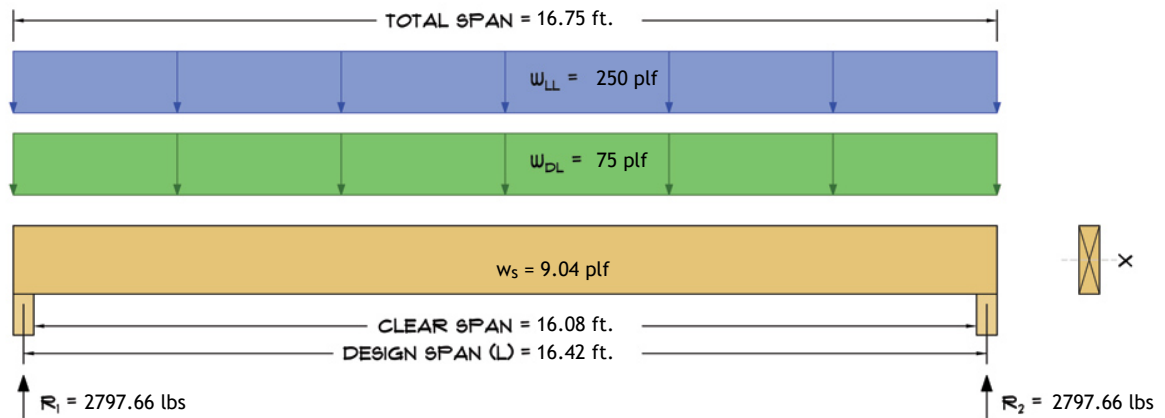 TOTAL SPAN = 16.75 ft.
WLL = 250 plf
WDL = 75 plf
ws = 9.04 plf
X
CLEAR SPAN = 16.08 ft.
DESIGN SPAN (L) = 16.42 ft.
R1 = 2797.66 lbs
R2 = 2797.66 lbs